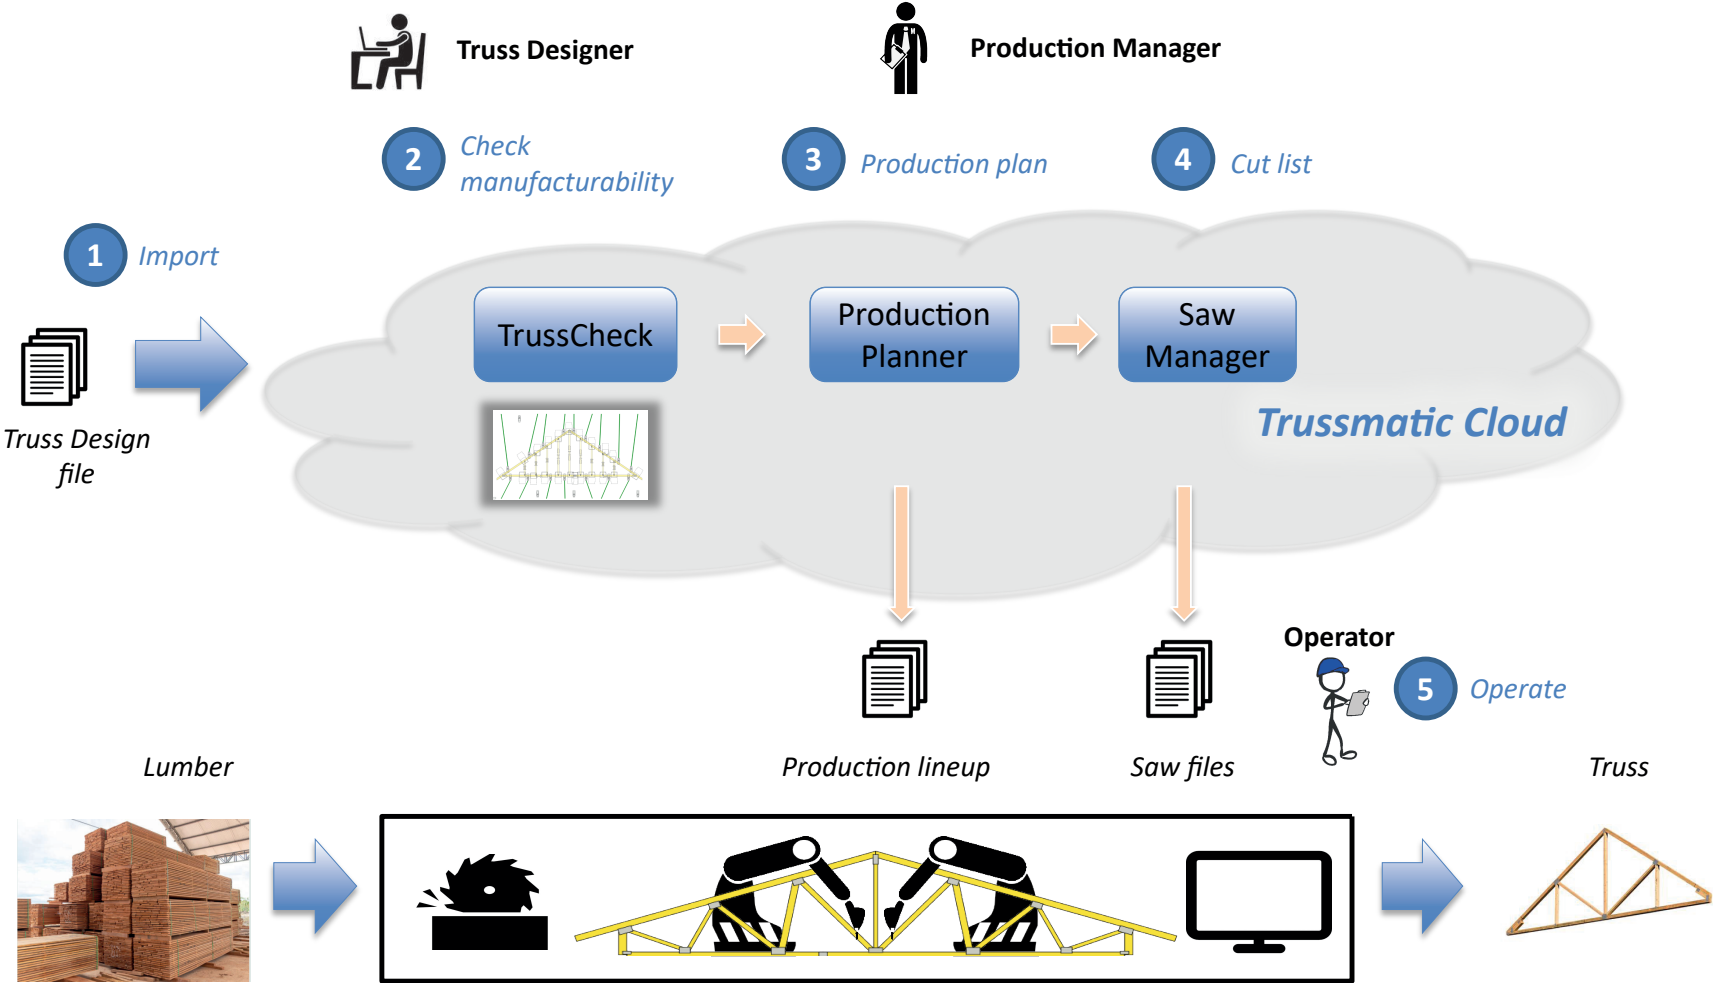 Truss Designer
Production Manager
2
Check
manufacturability
3
Production plan
4
Cut list
1
Import
TrussCheck
Production
Planner
Saw
Manager
Trussmatic Cloud
Truss Design
file
Operator
5
Operate
Lumber
Production lineup
Saw files
Truss